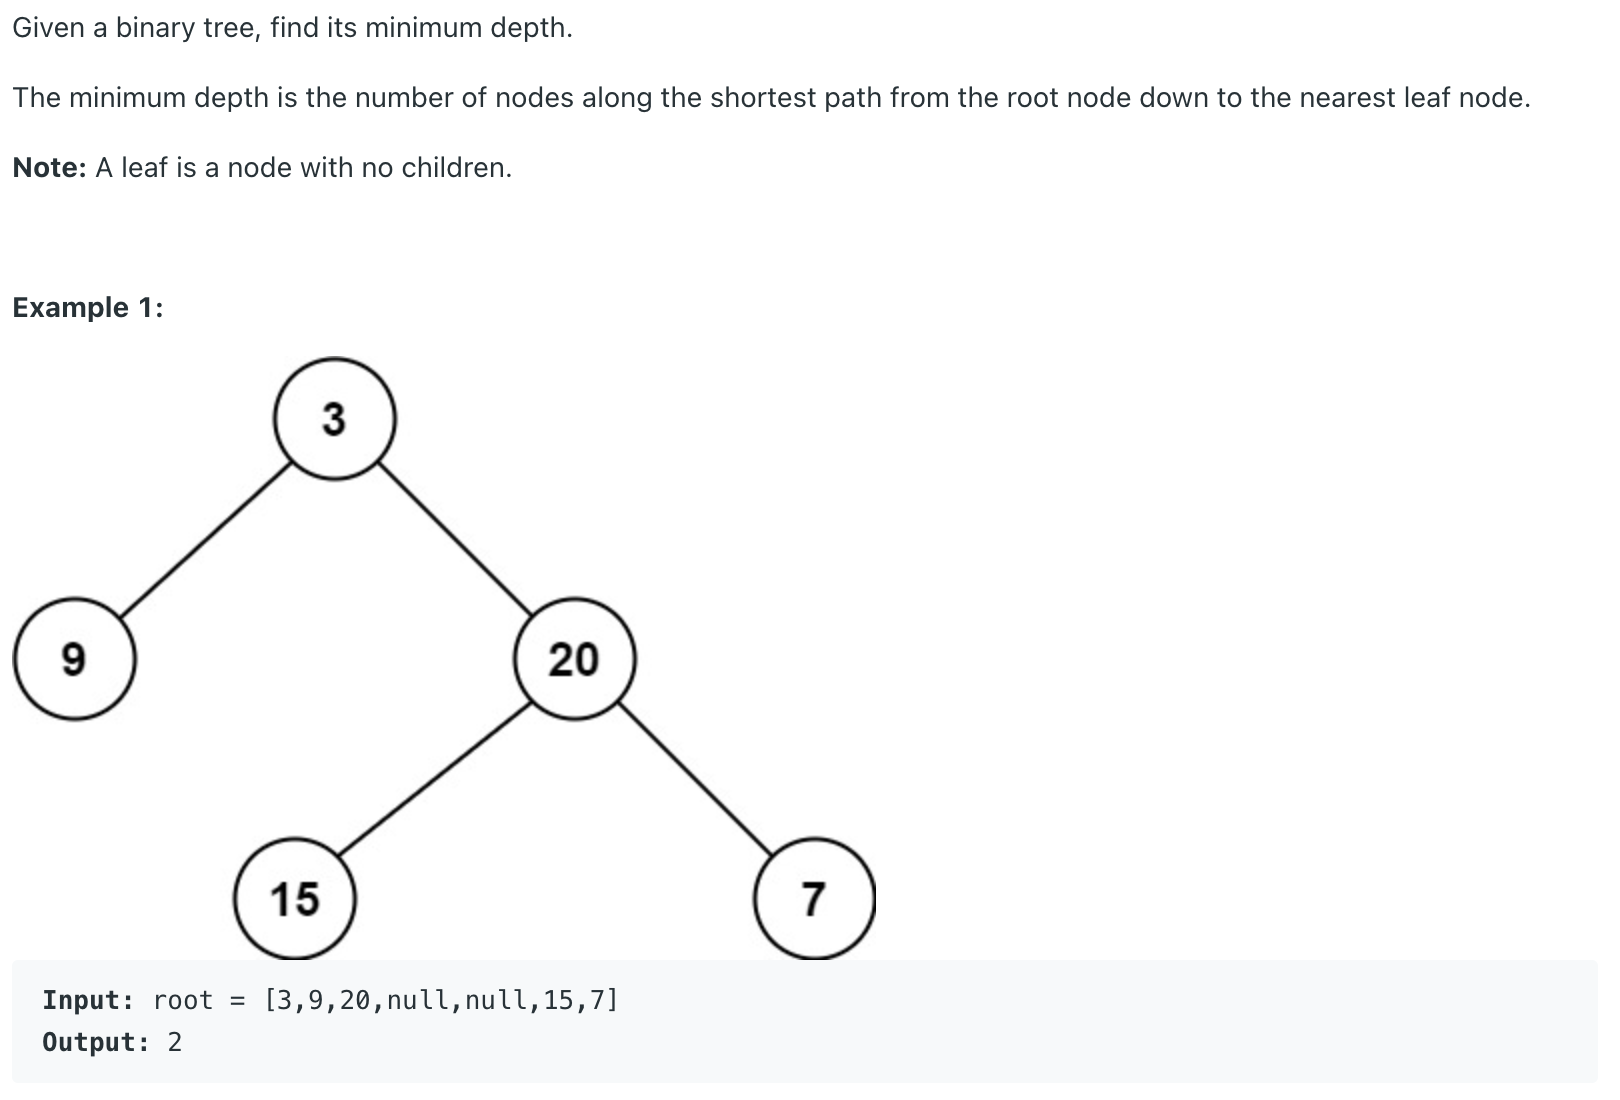 Given a binary tree, find its minimum depth.
The minimum depth is the number of nodes along the shortest path from the root node down to the nearest leaf node.
Note: A leaf is a node with no children.
Example 1:
3
9
20
15
7
Input: root = [3,9,20,null,null,15,7]
Output: 2